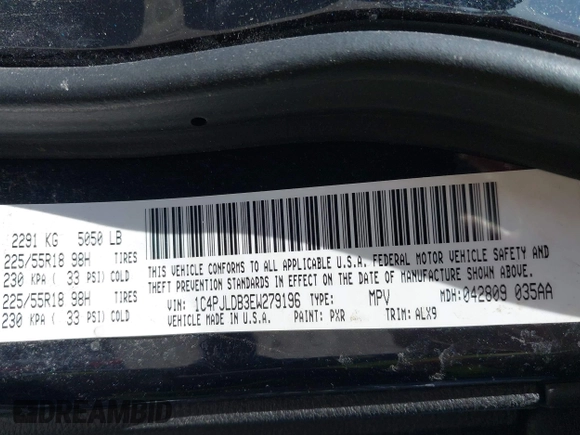 2291 KG 5050 LB
225/55R18 98H TIRES
230 KPA ( 33 PSI) COLD
225/55R18 98H TIRES
230 KPA ( 33 PSI) COLD
THIS VEHICLE CONFORMS TO ALL APPLICABLE U.S.A. FEDERAL MOTOR VEHICLE SAFETY AND
THEFT PREVENTION STANDARDS IN EFFECT ON THE DATE OF MANUFACTURE SHOWN ABOVE.
VIN: 1C4PJLDB3EW279196 TYPE: MPV MDH:042809 035AA
VEHICLE MADE IN U.S.A. PAINT: PXR TRIM: ALX9
DREAMBID